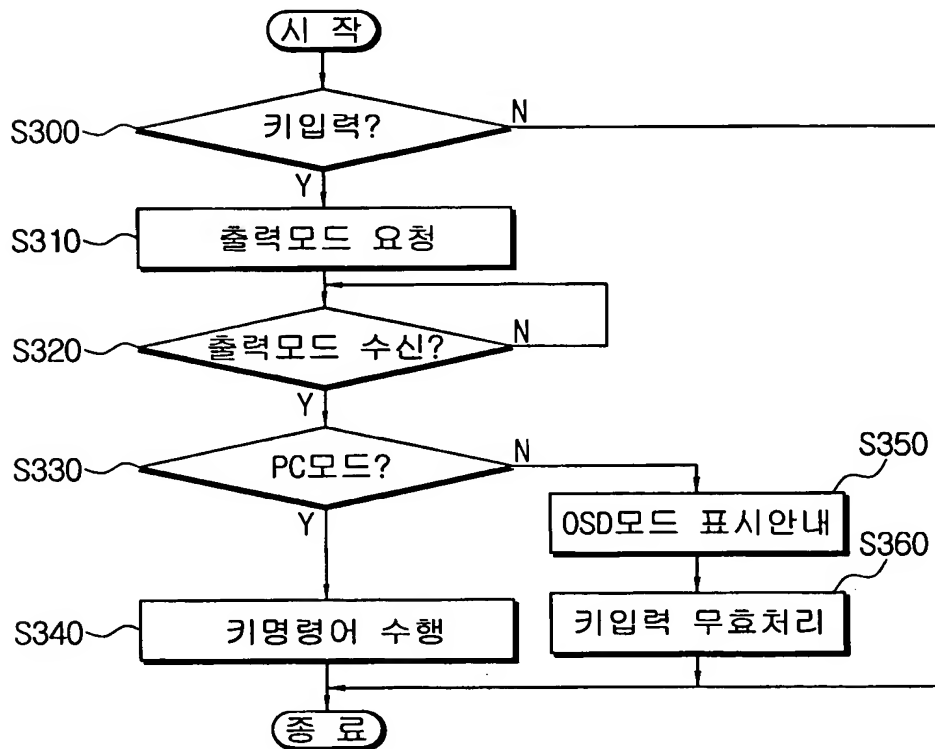 시 작
S300
키입력?
N
Y
S310
출력모드 요청
S320
출력모드 수신?
N
Y
S330
PC모드?
N
Y
S350
OSD모드 표시안내
S360
키입력 무효처리
S340
키명령어 수행
종 료